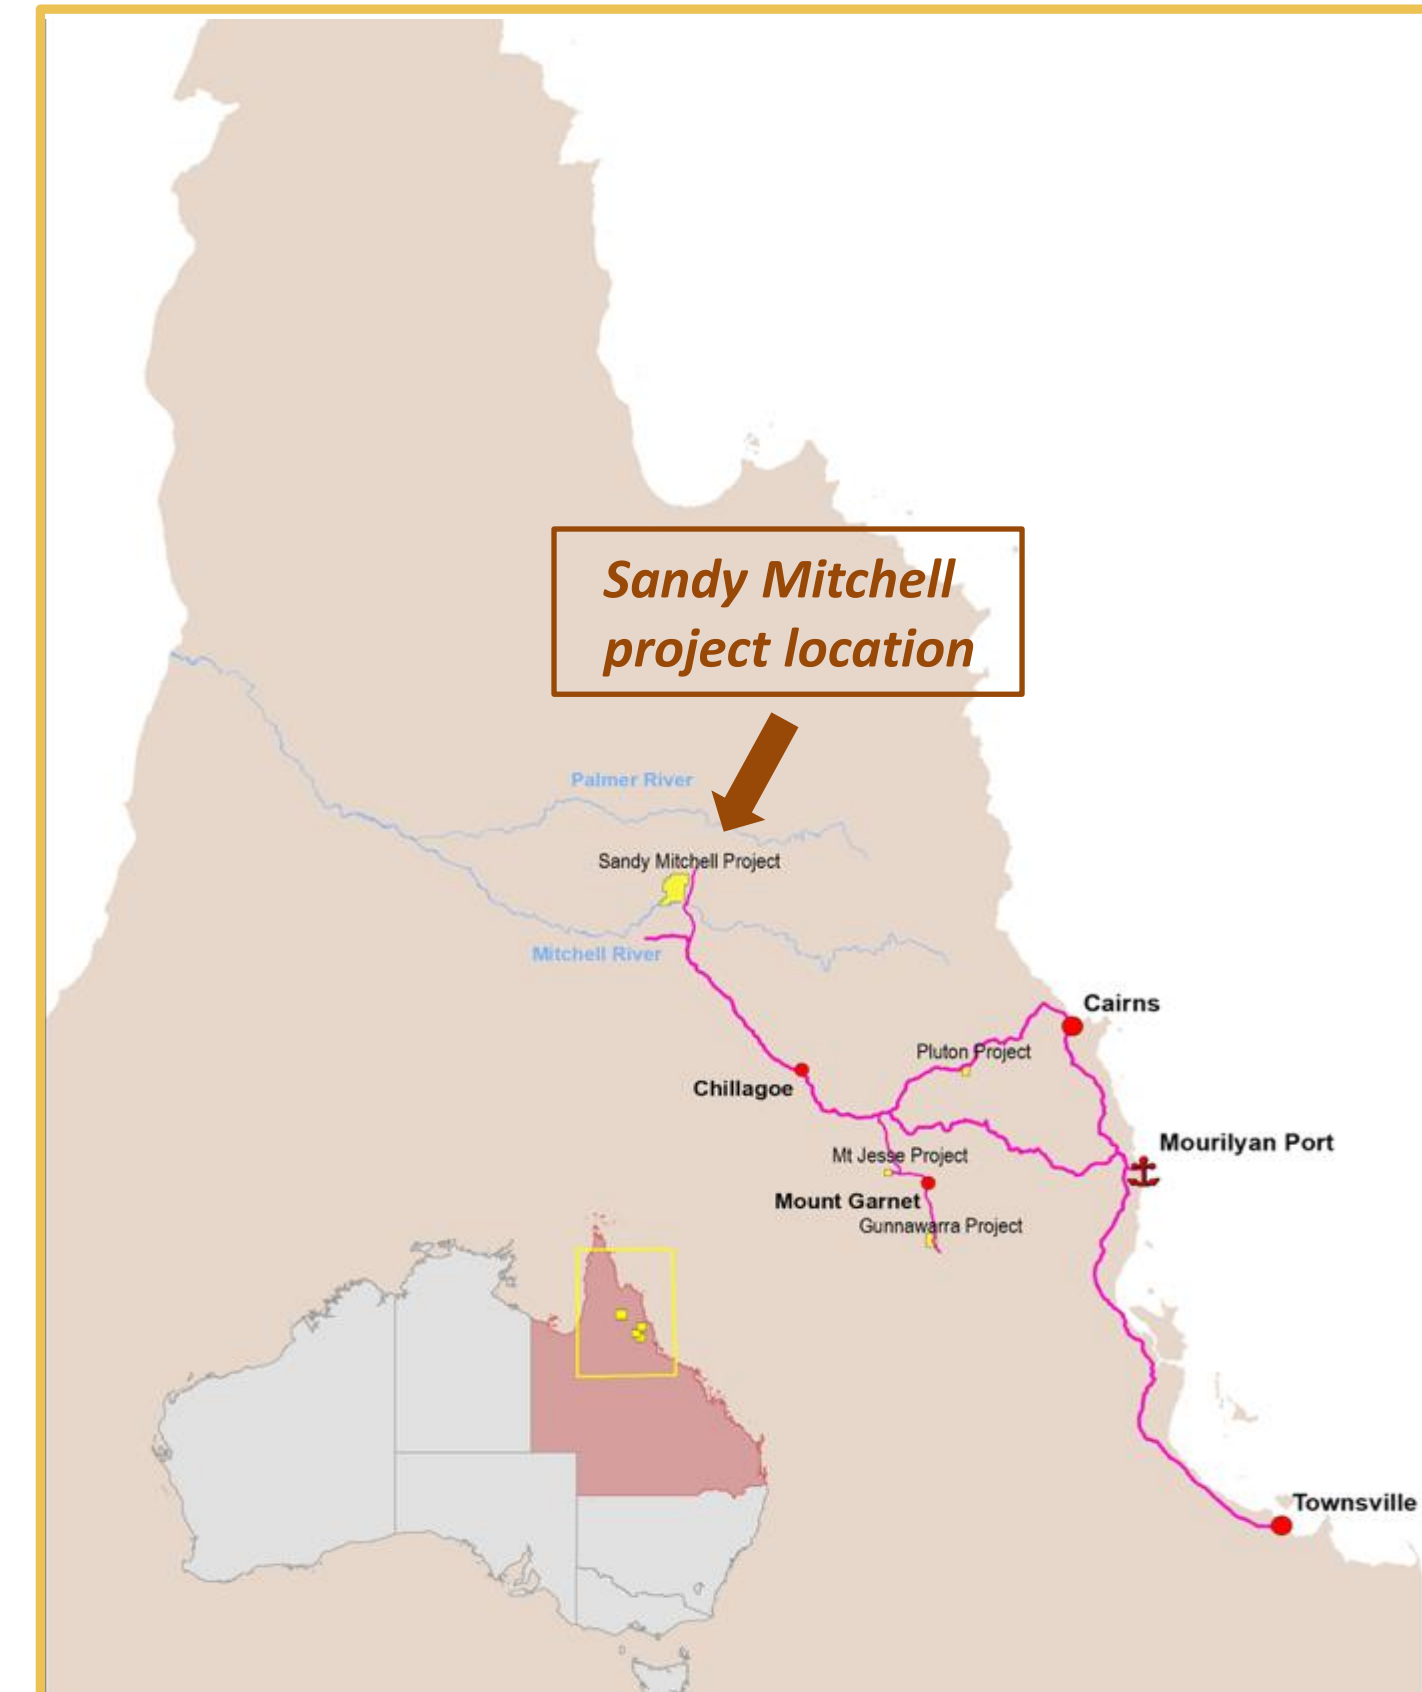 Sandy Mitchell
project location
Palmer River
Sandy Mitchell Project
Mitchell River
Cairns
Pluton Project
Chillagoe
Mourilyan Port
Mt Jesse Project
Mount Garnet
Gunnawarra Project
Townsville